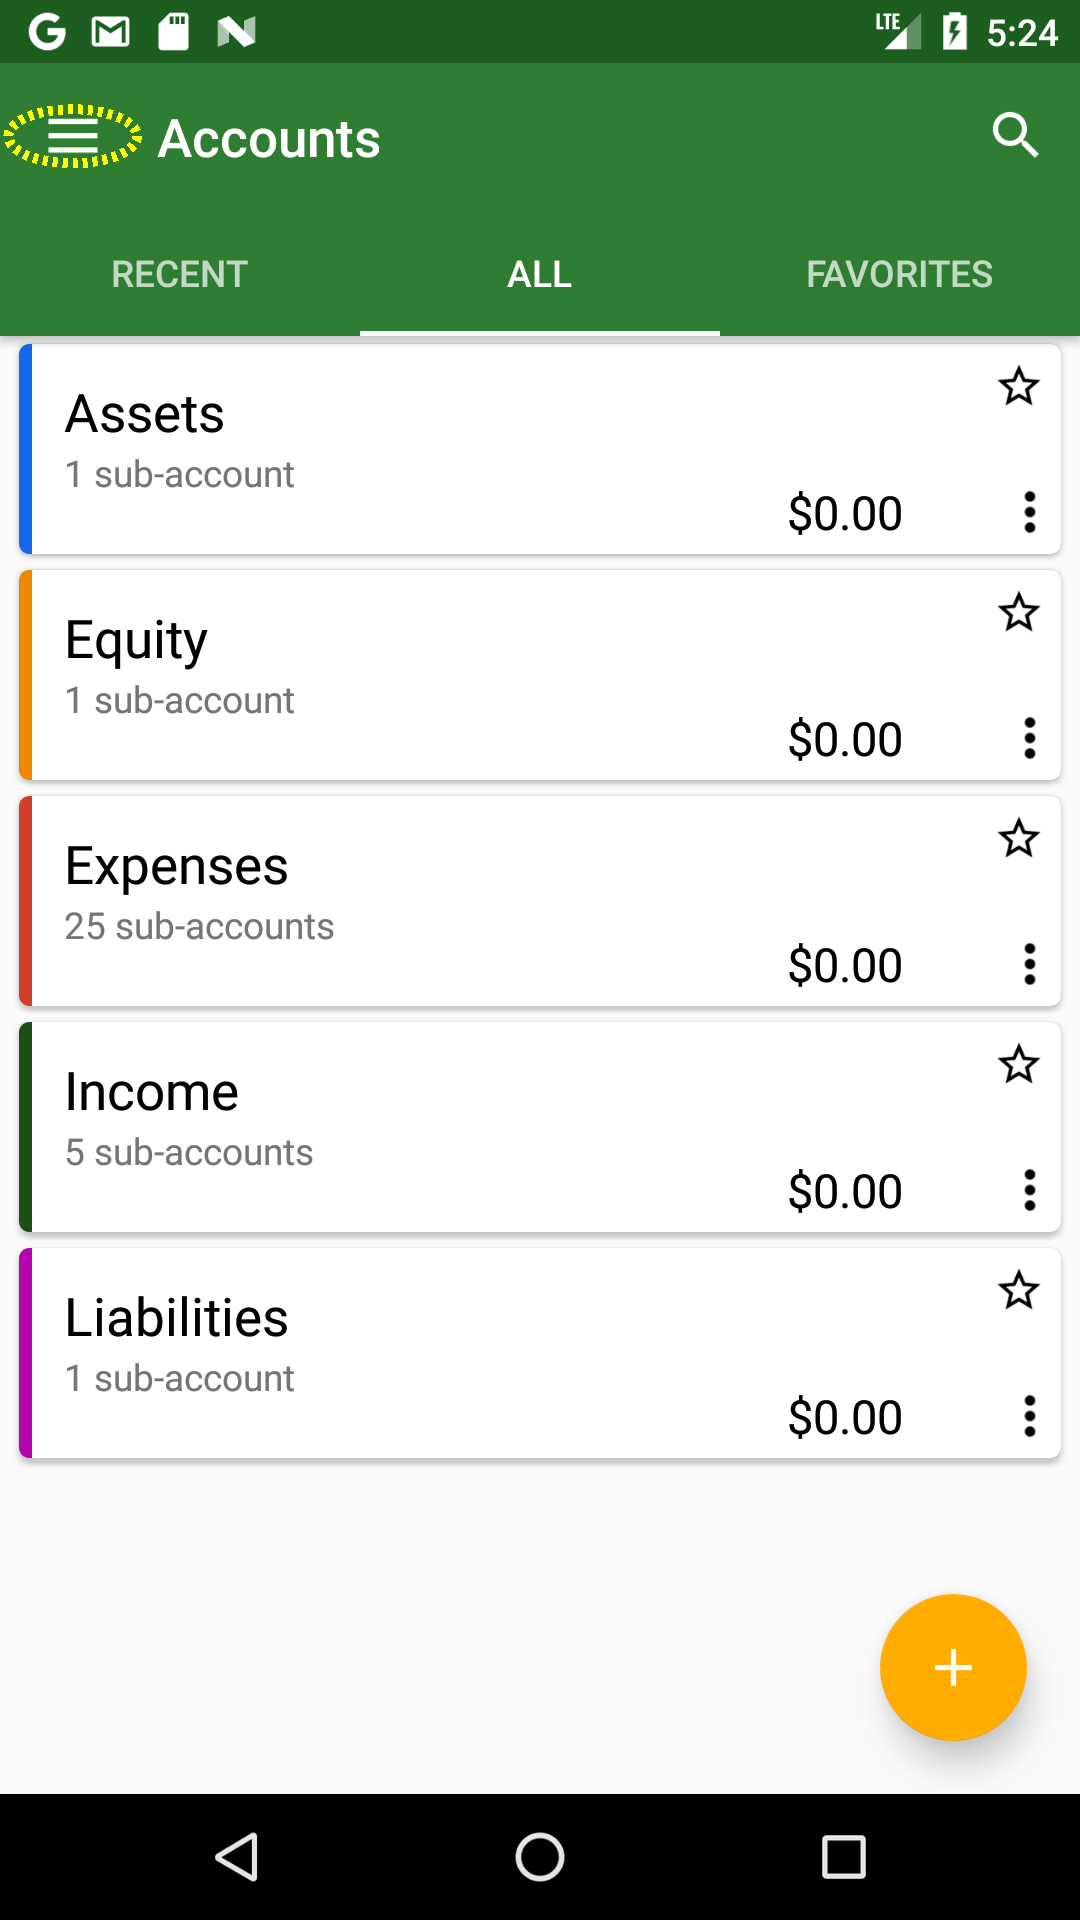 LTE 5:24
Accounts
RECENT ALL FAVORITES
Assets
1 sub-account
$0.00
Equity
1 sub-account
$0.00
Expenses
25 sub-accounts
$0.00
Income
5 sub-accounts
$0.00
Liabilities
1 sub-account
$0.00